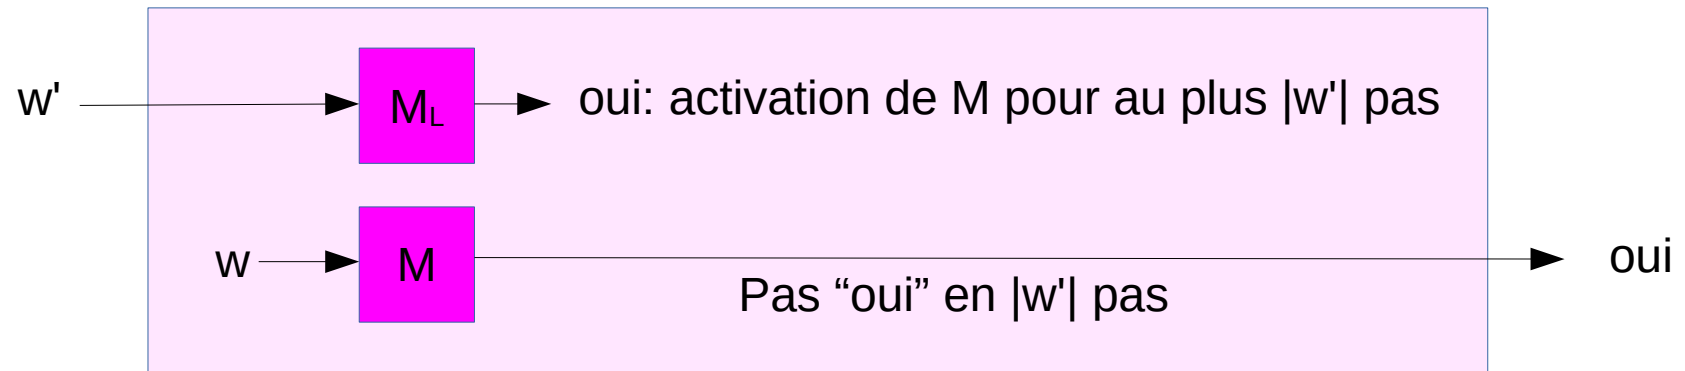 w' ML oui: activation de M pour au plus |w'| pas
w M oui
Pas “oui” en |w'| pas